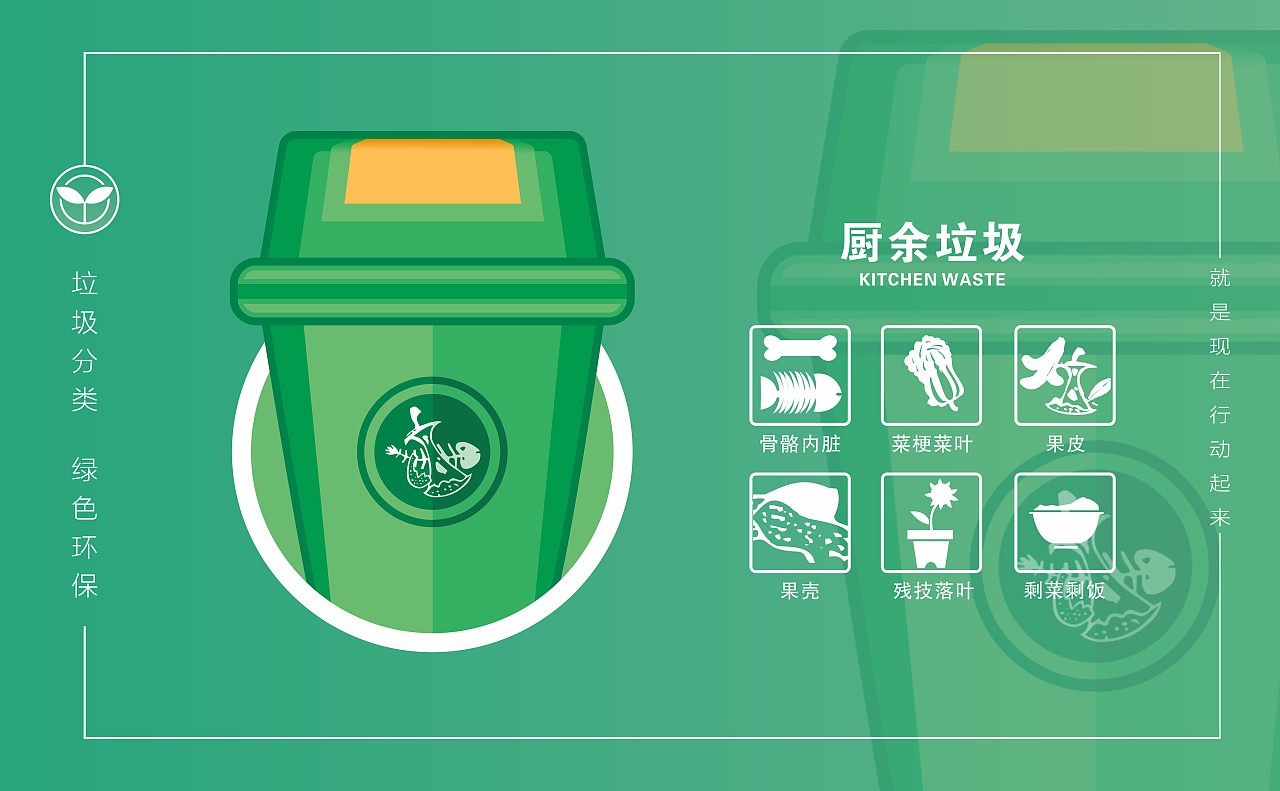 垃圾分类 绿色环保
厨余垃圾
KITCHEN WASTE
骨骼内脏
菜梗菜叶
果皮
果壳
残技落叶
剩菜剩饭
就是现在行动起来